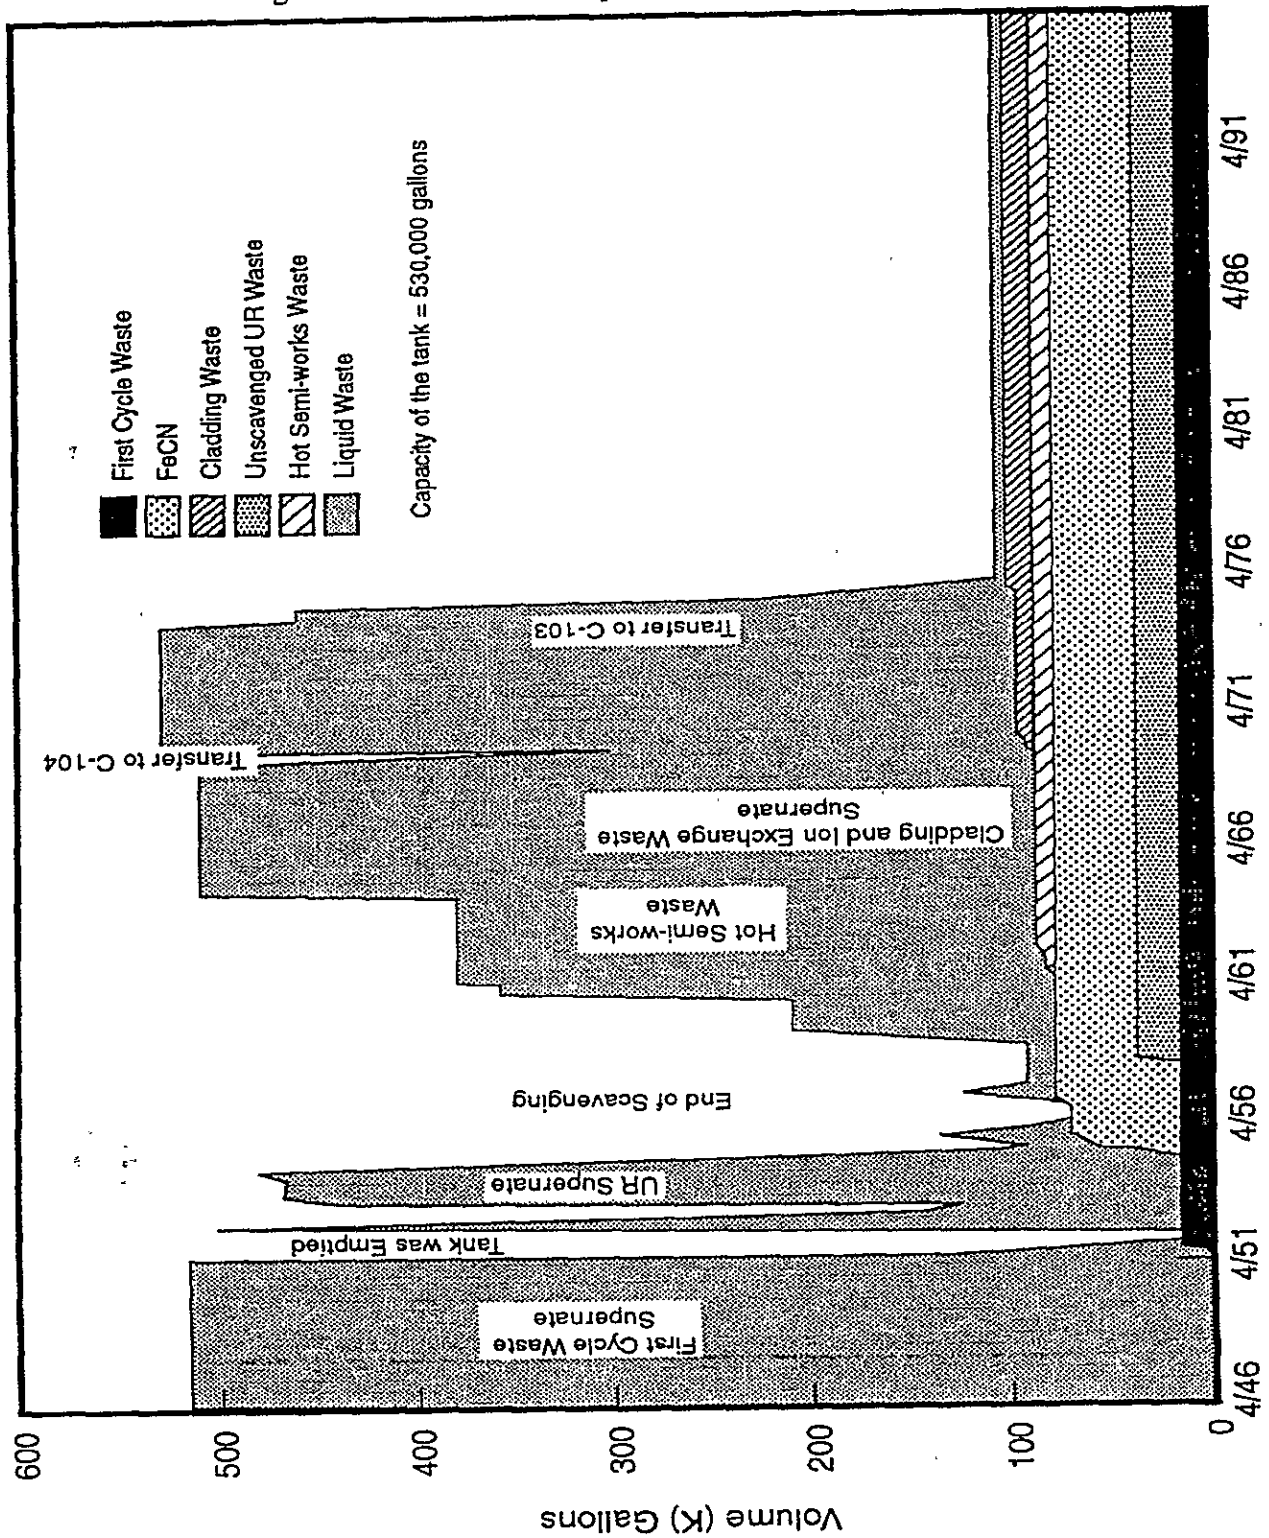 First Cycle Waste
FeCN
Cladding Waste
Unscavenged UR Waste
Hot Semi-works Waste
Liquid Waste
Capacity of the tank = 530,000 gallons
Volume (K) Gallons
600
500
400
300
200
100
0
First Cycle Waste
Supernate
Tank was Emptied
UR Supernate
End of Scavenging
Hot Semi-works
Waste
Cladding and Ion Exchange Waste
Supernate
Transfer to C-104
Transfer to C-103
4/46
4/51
4/56
4/61
4/66
4/71
4/76
4/81
4/86
4/91